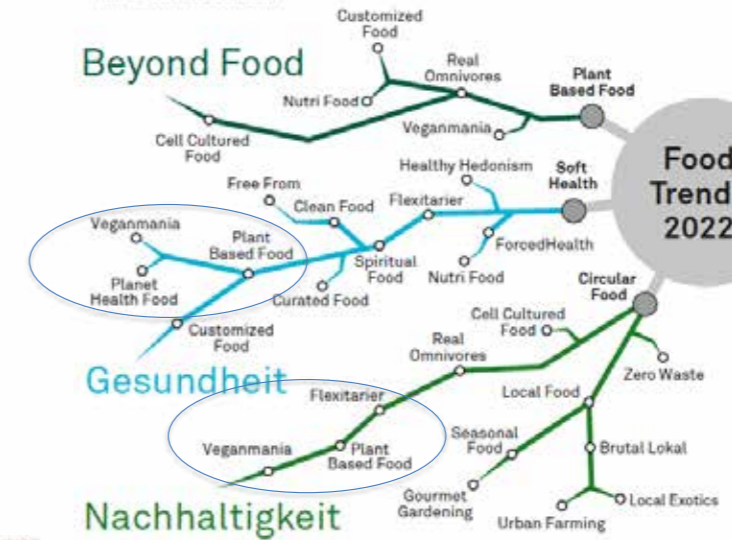 Customized
Food
Beyond Food
Real
Omnivores
Plant
Based Food
Nutri Food
Veganmania
Cell Cultured
Food
Food
Trend
2022
Healthy Hedonism
Soft
Health
Free From
Clean Food
Flexitarier
Veganmania
Plant
Based Food
ForcedHealth
Spiritual
Food
Planet
Health Food
Nutri Food
Curated Food
Circular
Food
Customized
Food
Cell Cultured
Food
Real
Omnivores
Gesundheit
Zero Waste
Flexitarier
Local Food
Seasonal
Food
Veganmania
Plant
Based Food
Brutal Lokal
Gourmet
Gardening
Local Exotics
Nachhaltigkeit
Urban Farming